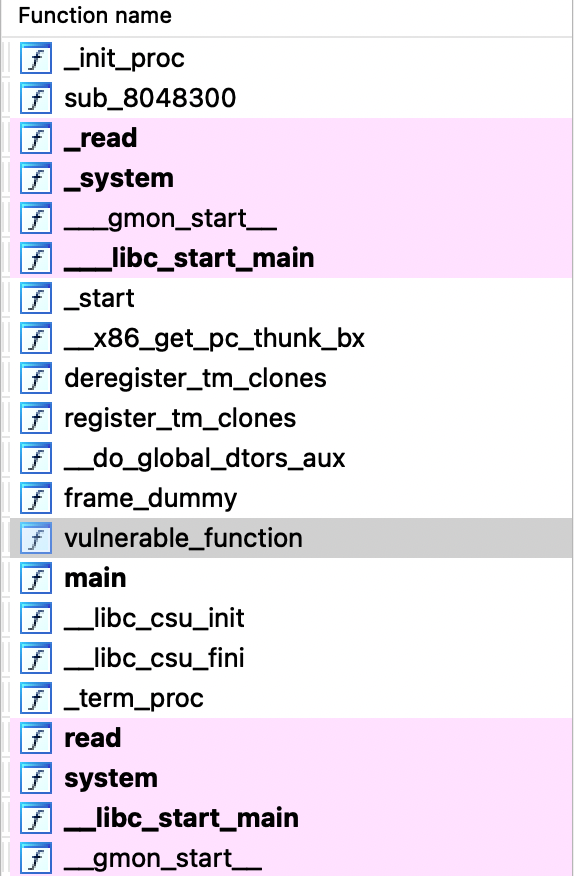 Function name
f _init_proc
f sub_8048300
f _read
f _system
f ___gmon_start__
f ___libc_start_main
f _start
f __x86_get_pc_thunk_bx
f deregister_tm_clones
f register_tm_clones
f __do_global_dtors_aux
f frame_dummy
f vulnerable_function
f main
f __libc_csu_init
f __libc_csu_fini
f _term_proc
f read
f system
f __libc_start_main
f __gmon_start__